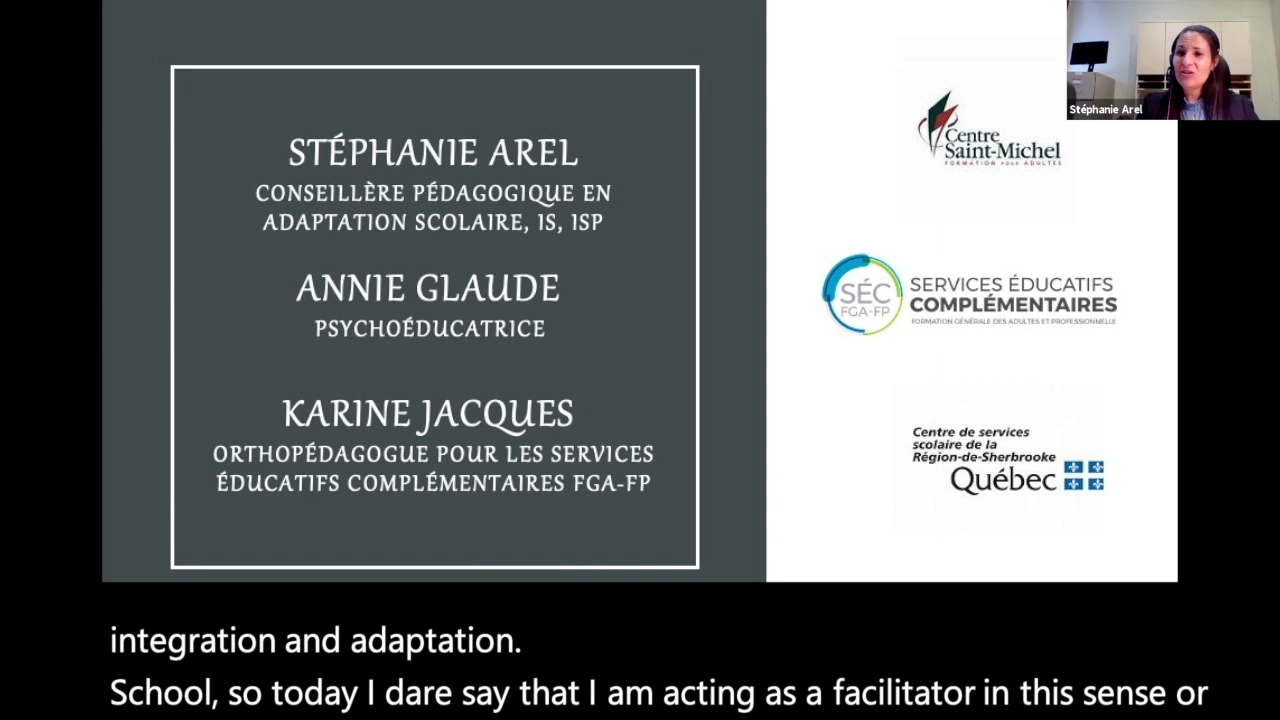 STÉPHANIE AREL
CONSEILLÈRE PÉDAGOGIQUE EN
ADAPTATION SCOLAIRE, IS, ISP
ANNIE GLAUDE
PSYCHOÉDUCATRICE
KARINE JACQUES
ORTHOPÉDAGOGUE POUR LES SERVICES
ÉDUCATIFS COMPLÉMENTAIRES FGA-FP
Stéphanie Arel
Centre
Saint-Michel
FORMATION POUR ADULTES
SÉC
FGA-FP
SERVICES ÉDUCATIFS
COMPLÉMENTAIRES
FORMATION GÉNÉRALE DES ADULTES ET PROFESSIONNELLE
Centre de services
scolaire de la
Région-de-Sherbrooke
Québec
integration and adaptation.
School, so today I dare say that I am acting as a facilitator in this sense or